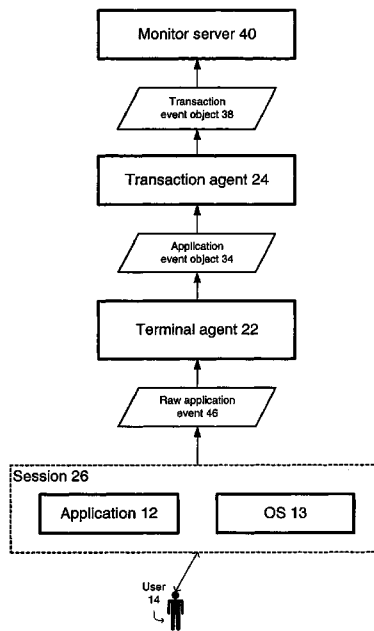 Monitor server 40
Transaction
event object 38
Transaction agent 24
Application
event object 34
Terminal agent 22
Raw application
event 46
Session 26
Application 12
OS 13
User
14